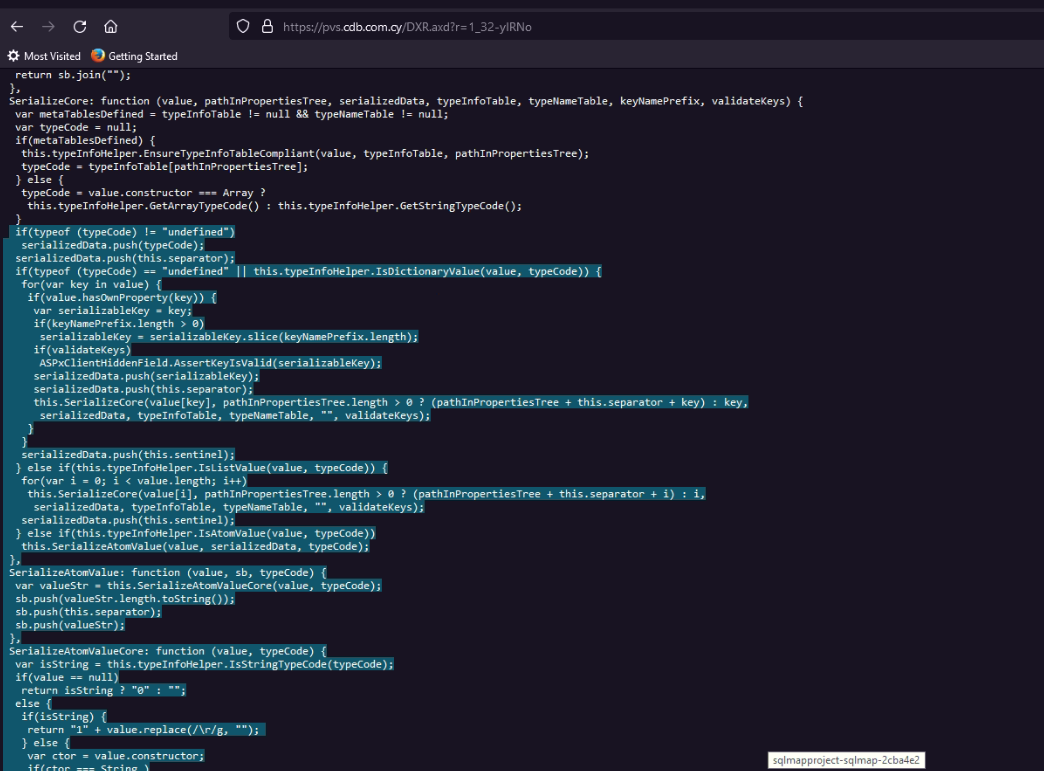 https://pvs.cdb.com.cy/DXR.axd?r=1_32-yIRNo
Most Visited
Getting Started
return sb.join("");
},
SerializeCore: function (value, pathInPropertiesTree, serializedData, typeInfoTable, typeNameTable, keyNamePrefix, validateKeys) {
var metaTablesDefined = typeInfoTable != null && typeNameTable != null;
var typeCode = null;
if(metaTablesDefined) {
this.typeInfoHelper.EnsureTypeInfoTableCompliant(value, typeInfoTable, pathInPropertiesTree);
typeCode = typeInfoTable[pathInPropertiesTree];
} else {
typeCode = value.constructor === Array ?
this.typeInfoHelper.GetArrayTypeCode() : this.typeInfoHelper.GetStringTypeCode();
}
if(typeof (typeCode) != "undefined")
serializedData.push(typeCode);
serializedData.push(this.separator);
if(typeof (typeCode) == "undefined" || this.typeInfoHelper.IsDictionaryValue(value, typeCode)) {
for(var key in value) {
if(value.hasOwnProperty(key)) {
var serializableKey = key;
if(keyNamePrefix.length > 0)
serializableKey = serializableKey.slice(keyNamePrefix.length);
if(validateKeys)
ASPxClientHiddenField.AssertKeyIsValid(serializableKey);
serializedData.push(serializableKey);
serializedData.push(this.separator);
this.SerializeCore(value[key], pathInPropertiesTree.length > 0 ? (pathInPropertiesTree + this.separator + key) : key,
serializedData, typeInfoTable, typeNameTable, "", validateKeys);
}
}
serializedData.push(this.sentinel);
} else if(this.typeInfoHelper.IsListValue(value, typeCode)) {
for(var i = 0; i < value.length; i++)
this.SerializeCore(value[i], pathInPropertiesTree.length > 0 ? (pathInPropertiesTree + this.separator + i) : i,
serializedData, typeInfoTable, typeNameTable, "", validateKeys);
serializedData.push(this.sentinel);
} else if(this.typeInfoHelper.IsAtomValue(value, typeCode))
this.SerializeAtomValue(value, serializedData, typeCode);
},
SerializeAtomValue: function (value, sb, typeCode) {
var valueStr = this.SerializeAtomValueCore(value, typeCode);
sb.push(valueStr.length.toString());
sb.push(this.separator);
sb.push(valueStr);
},
SerializeAtomValueCore: function (value, typeCode) {
var isString = this.typeInfoHelper.IsStringTypeCode(typeCode);
if(value == null)
return isString ? "0" : "";
else {
if(isString) {
return "1" + value.replace(/\r/g, "");
} else {
var ctor = value.constructor;
if(ctor === String )
sqlmapproject-sqlmap-2cba4e2